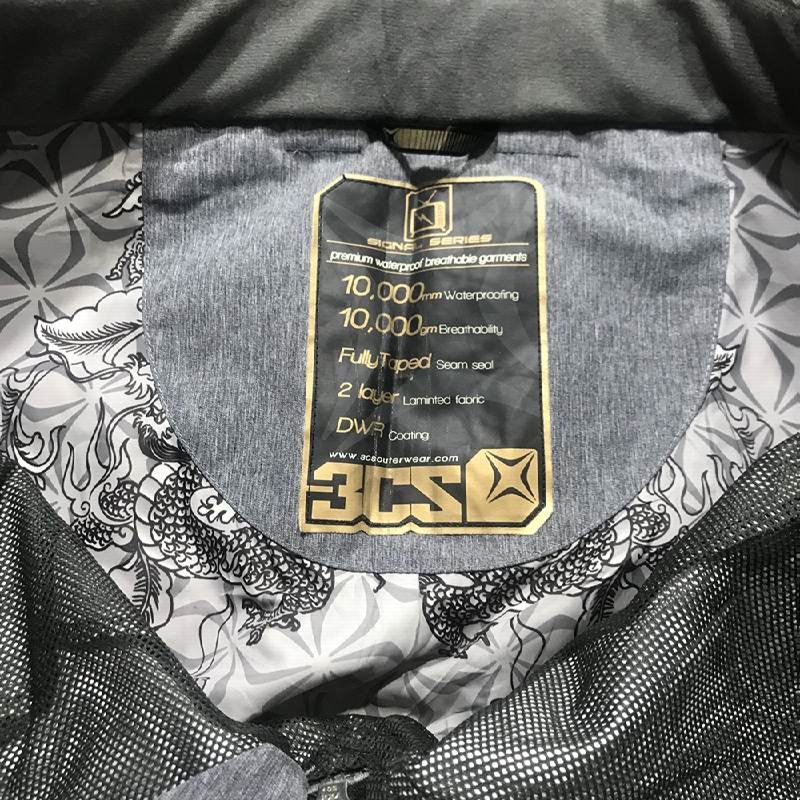 SIGNAL SERIES
premium waterproof breathable garments
10,000mm Waterproofing
10,000gm Breathability
Fully Taped Seam seal
2 layer Laminted fabric
DWR Coating
www.3csouterwear.com
3CS